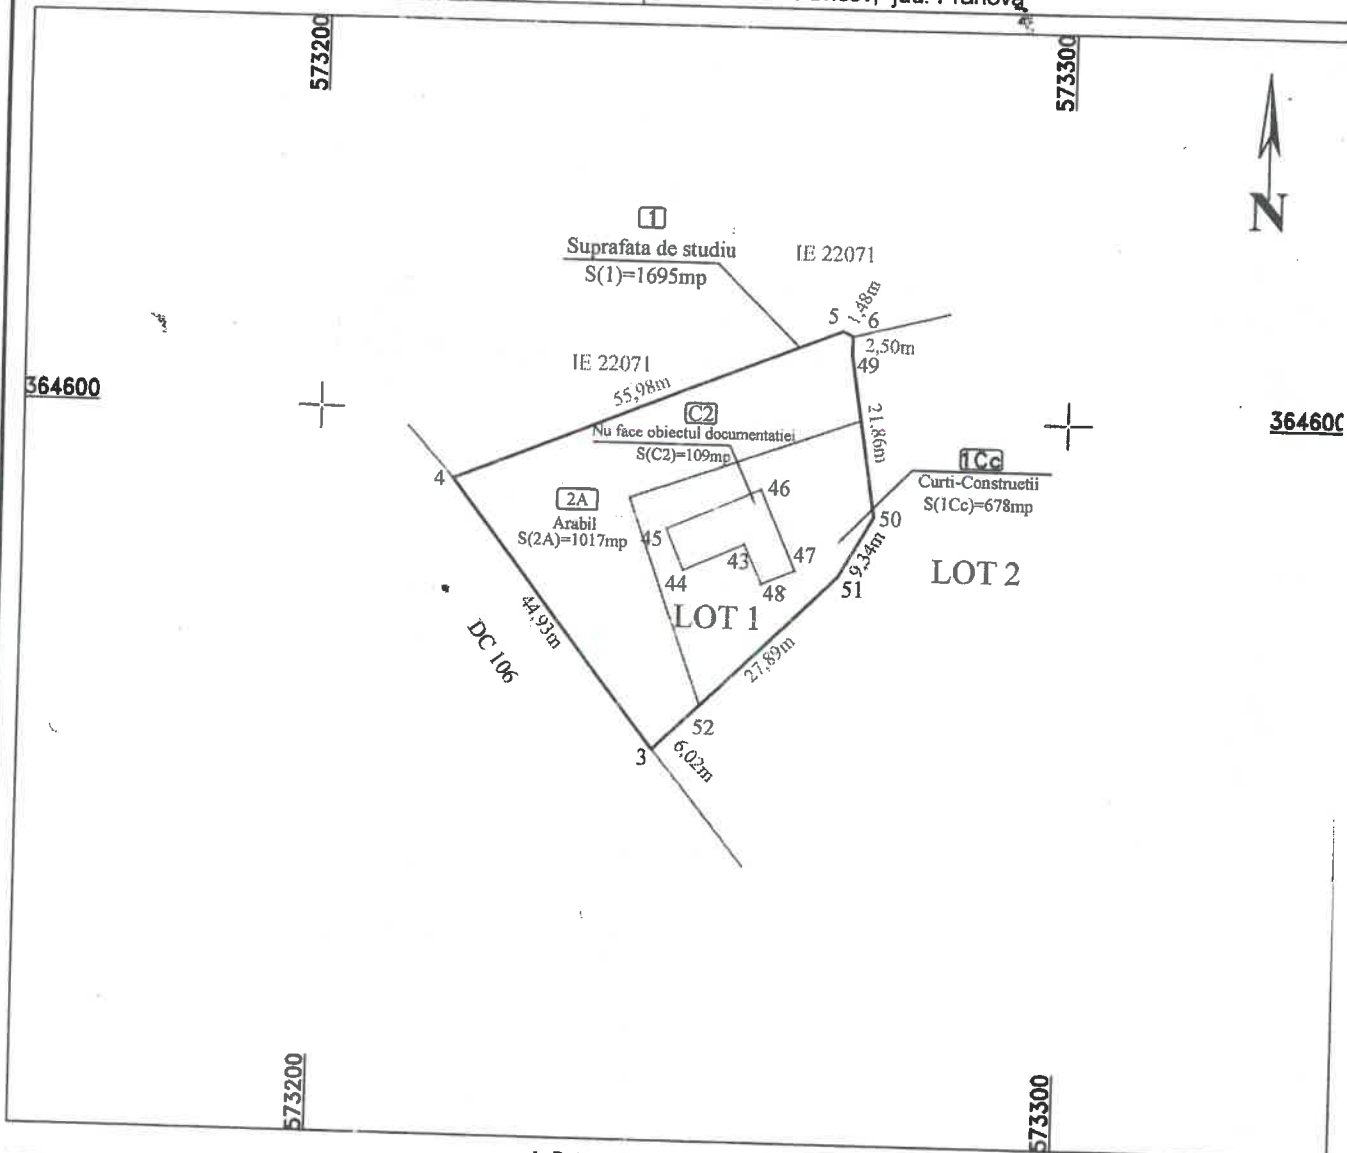 573200
573300
N
1
Suprafata de studiu
S(1)=1695mp
IE 22071
5
1,48m
6
2,50m
49
IE 22071
55,98m
364600
364600
C2
Nu face obiectul documentatiei
S(C2)=109mp
21,86m
1Cc
Curti-Constructii
S(1Cc)=678mp
4
2A
Arabil
S(2A)=1017mp
46
45
50
43
47
44
48
9,34m
51
LOT 2
LOT 1
44,93m
DC 106
27,89m
52
3
6,02m
573200
573300